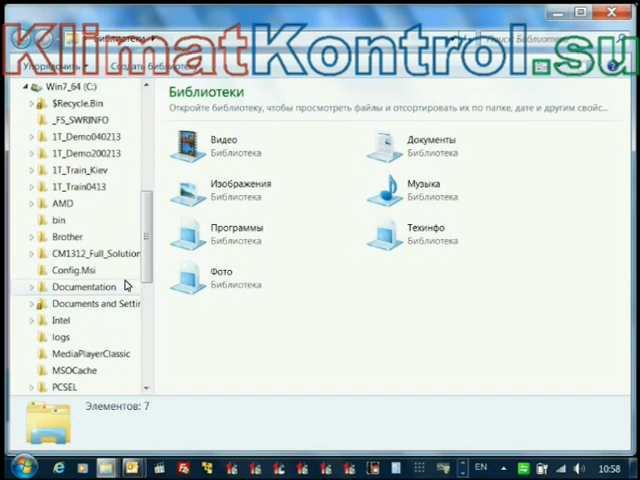 KlimatKontrol.su
Библиотеки
Поиск: Библиотеки
Упорядочить
Создать библиотеку
Win7_64 (C:)
$Recycle.Bin
_FS_SWRINFO
1T_Demo040213
1T_Demo200213
1T_Train_Kiev
1T_Train0413
AMD
bin
Brother
CM1312_Full_Solution
Config.Msi
Documentation
Documents and Settin
Intel
logs
MediaPlayerClassic
MSOCache
PCSEL
Библиотеки
Откройте библиотеку, чтобы просмотреть файлы и отсортировать их по папке, дате и другим свойс...
Видео
Библиотека
Документы
Библиотека
Изображения
Библиотека
Музыка
Библиотека
Программы
Библиотека
Техинфо
Библиотека
Фото
Библиотека
Элементов: 7
EN
10:58